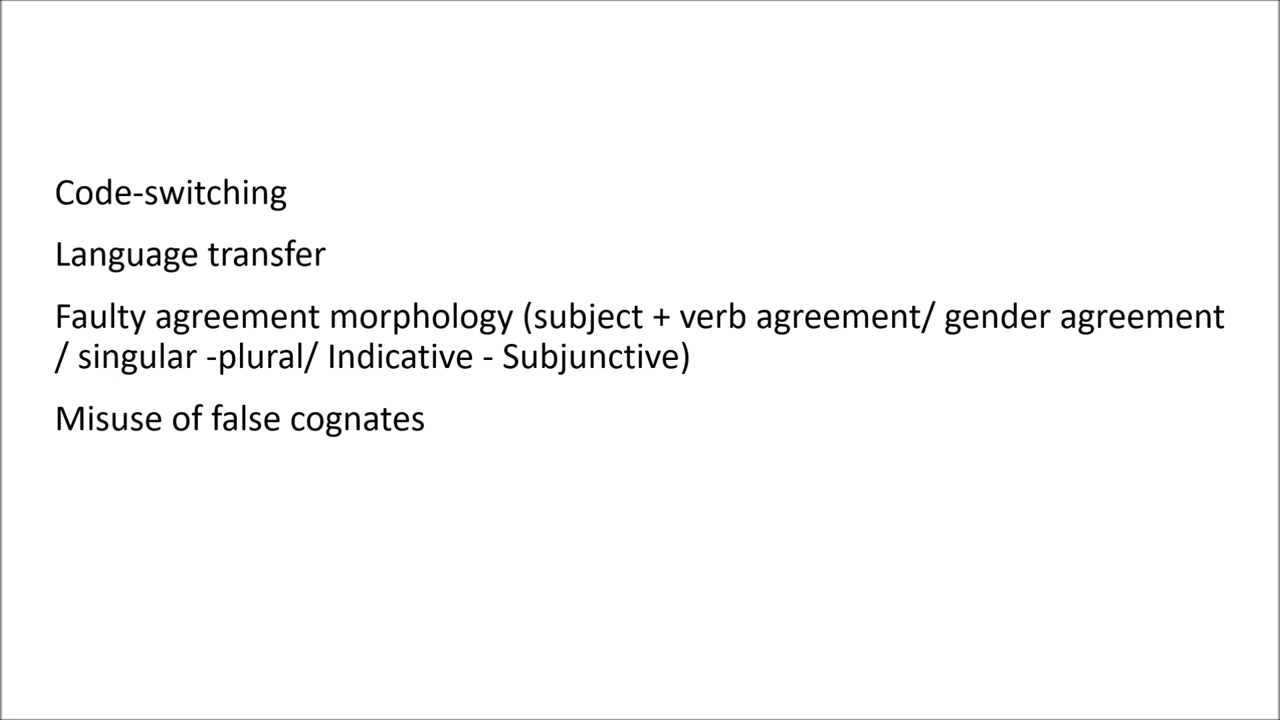 Code-switching
Language transfer
Faulty agreement morphology (subject + verb agreement/ gender agreement
/ singular -plural/ Indicative - Subjunctive)
Misuse of false cognates